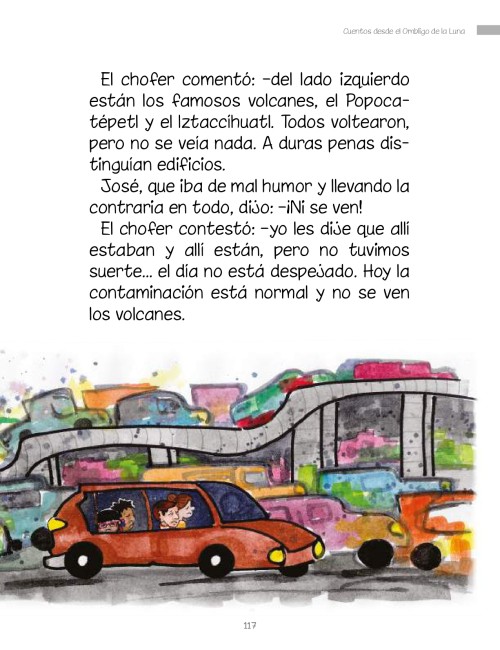 Cuentos desde el Ombligo de la Luna
El chofer comentó: –del lado izquierdo
están los famosos volcanes, el Popoca-
tépetl y el Iztaccíhuatl. Todos voltearon,
pero no se veía nada. A duras penas dis-
tinguían edificios.
José, que iba de mal humor y llevando la
contraria en todo, dijo: –¡Ni se ven!
El chofer contestó: –yo les dije que allí
estaban y allí están, pero no tuvimos
suerte... el día no está despejado. Hoy la
contaminación está normal y no se ven
los volcanes.
117